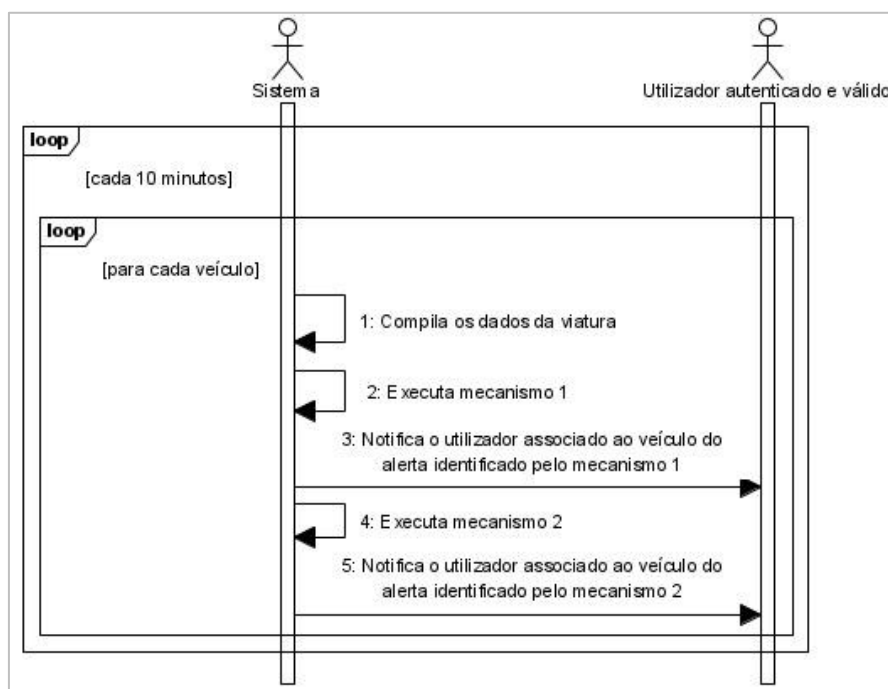 Sistema
Utilizador autenticado e válido
loop
[cada 10 minutos]
loop
[para cada veículo]
1: Compila os dados da viatura
2: Executa mecanismo 1
3: Notifica o utilizador associado ao veículo do
alerta identificado pelo mecanismo 1
4: Executa mecanismo 2
5: Notifica o utilizador associado ao veículo do
alerta identificado pelo mecanismo 2